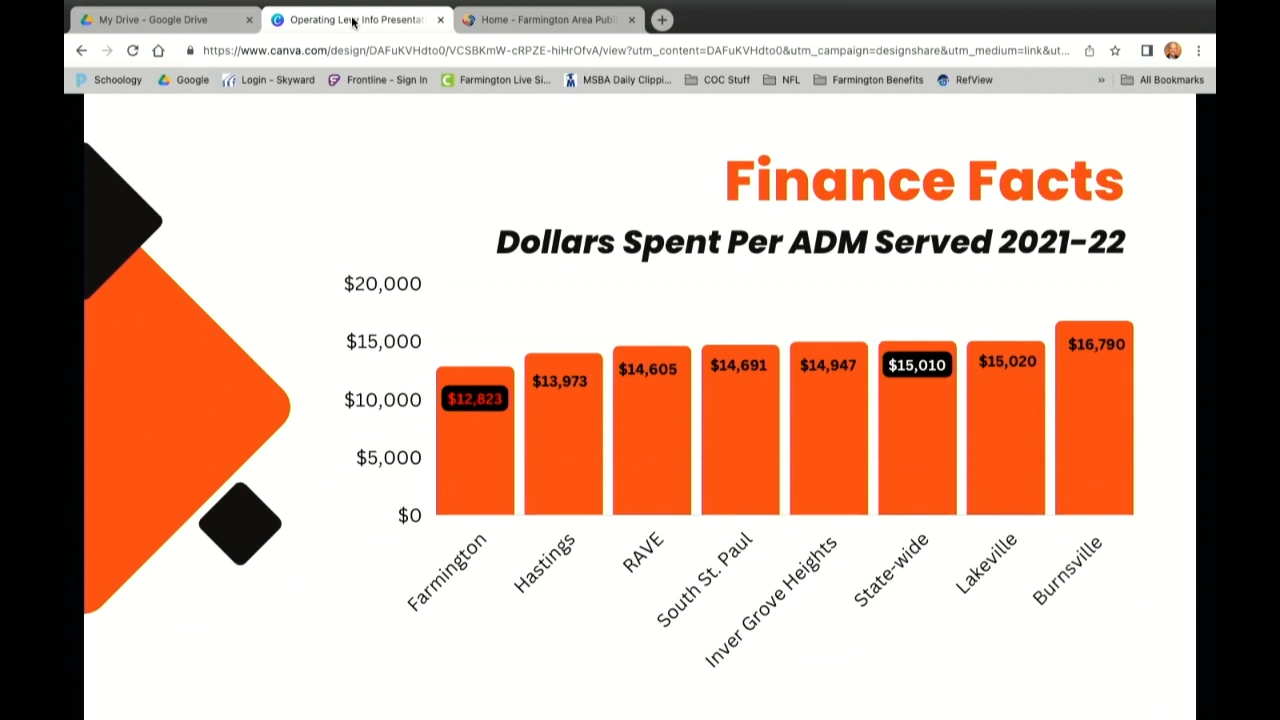 My Drive - Google Drive
Operating Levy Info Presentat
Home - Farmington Area Publ
https://www.canva.com/design/DAFuKVHdto0/VCSBKmW-cRPZE-hiHrOfvA/view?utm_content=DAFuKVHdto0&utm_campaign=designshare&utm_medium=link&ut...
Schoology Google Login - Skyward Frontline - Sign In Farmington Live Si... MSBA Daily Clippi... COC Stuff NFL Farmington Benefits RefView » All Bookmarks
Finance Facts
Dollars Spent Per ADM Served 2021-22
$20,000
$15,000
$10,000
$5,000
$0
$12,823
$13,973
$14,605
$14,691
$14,947
$15,010
$15,020
$16,790
Farmington
Hastings
RAVE
South St. Paul
Inver Grove Heights
State-wide
Lakeville
Burnsville